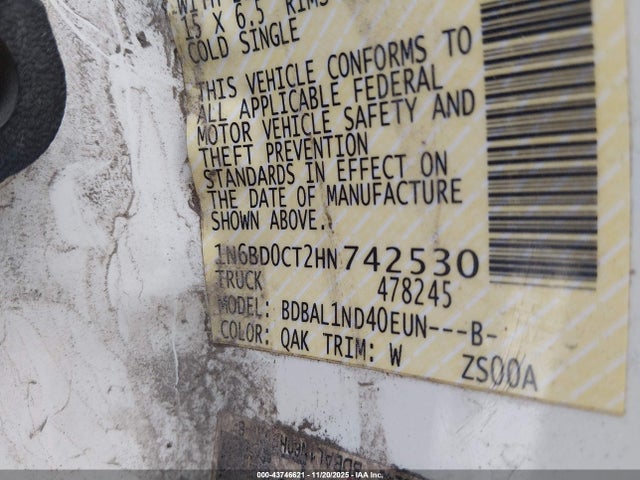 15 X 6.5 RIMS
COLD SINGLE
THIS VEHICLE CONFORMS TO
ALL APPLICABLE FEDERAL
MOTOR VEHICLE SAFETY AND
THEFT PREVENTION
STANDARDS IN EFFECT ON
THE DATE OF MANUFACTURE
SHOWN ABOVE.
1N6BD0CT2HN742530
TRUCK 478245
MODEL: BDBAL1ND40EUN---B-
COLOR: QAK TRIM: W ZS00A
000-43746621 - 11/20/2025 - IAAHolding, LLC.